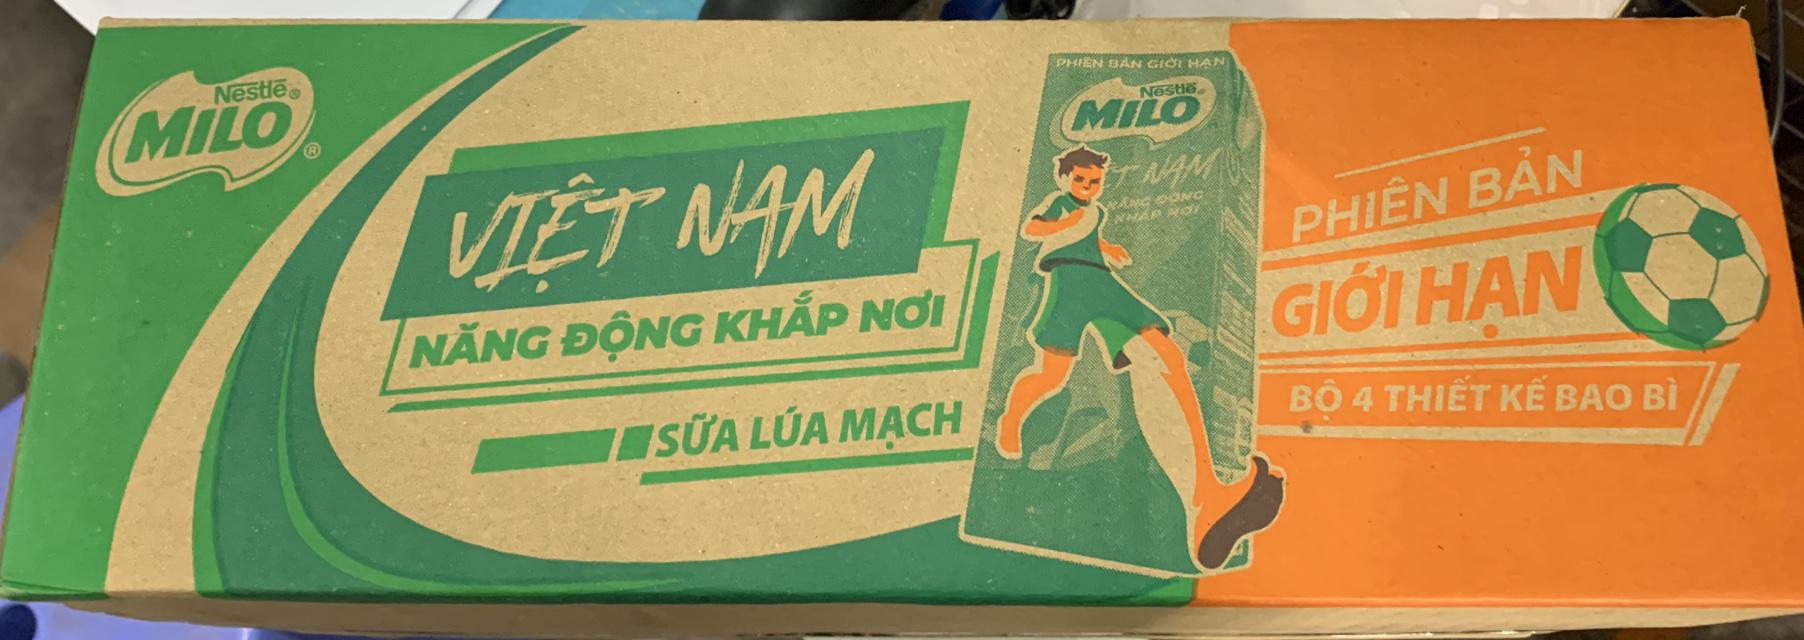 Nestlé®
MILO®
VIỆT NAM
NĂNG ĐỘNG KHẮP NƠI
SỮA LÚA MẠCH
PHIÊN BẢN GIỚI HẠN
Nestlé
MILO
ỆT NAM
NĂNG ĐỘNG
KHẮP NƠI
PHIÊN BẢN
GIỚI HẠN
BỘ 4 THIẾT KẾ BAO BÌ